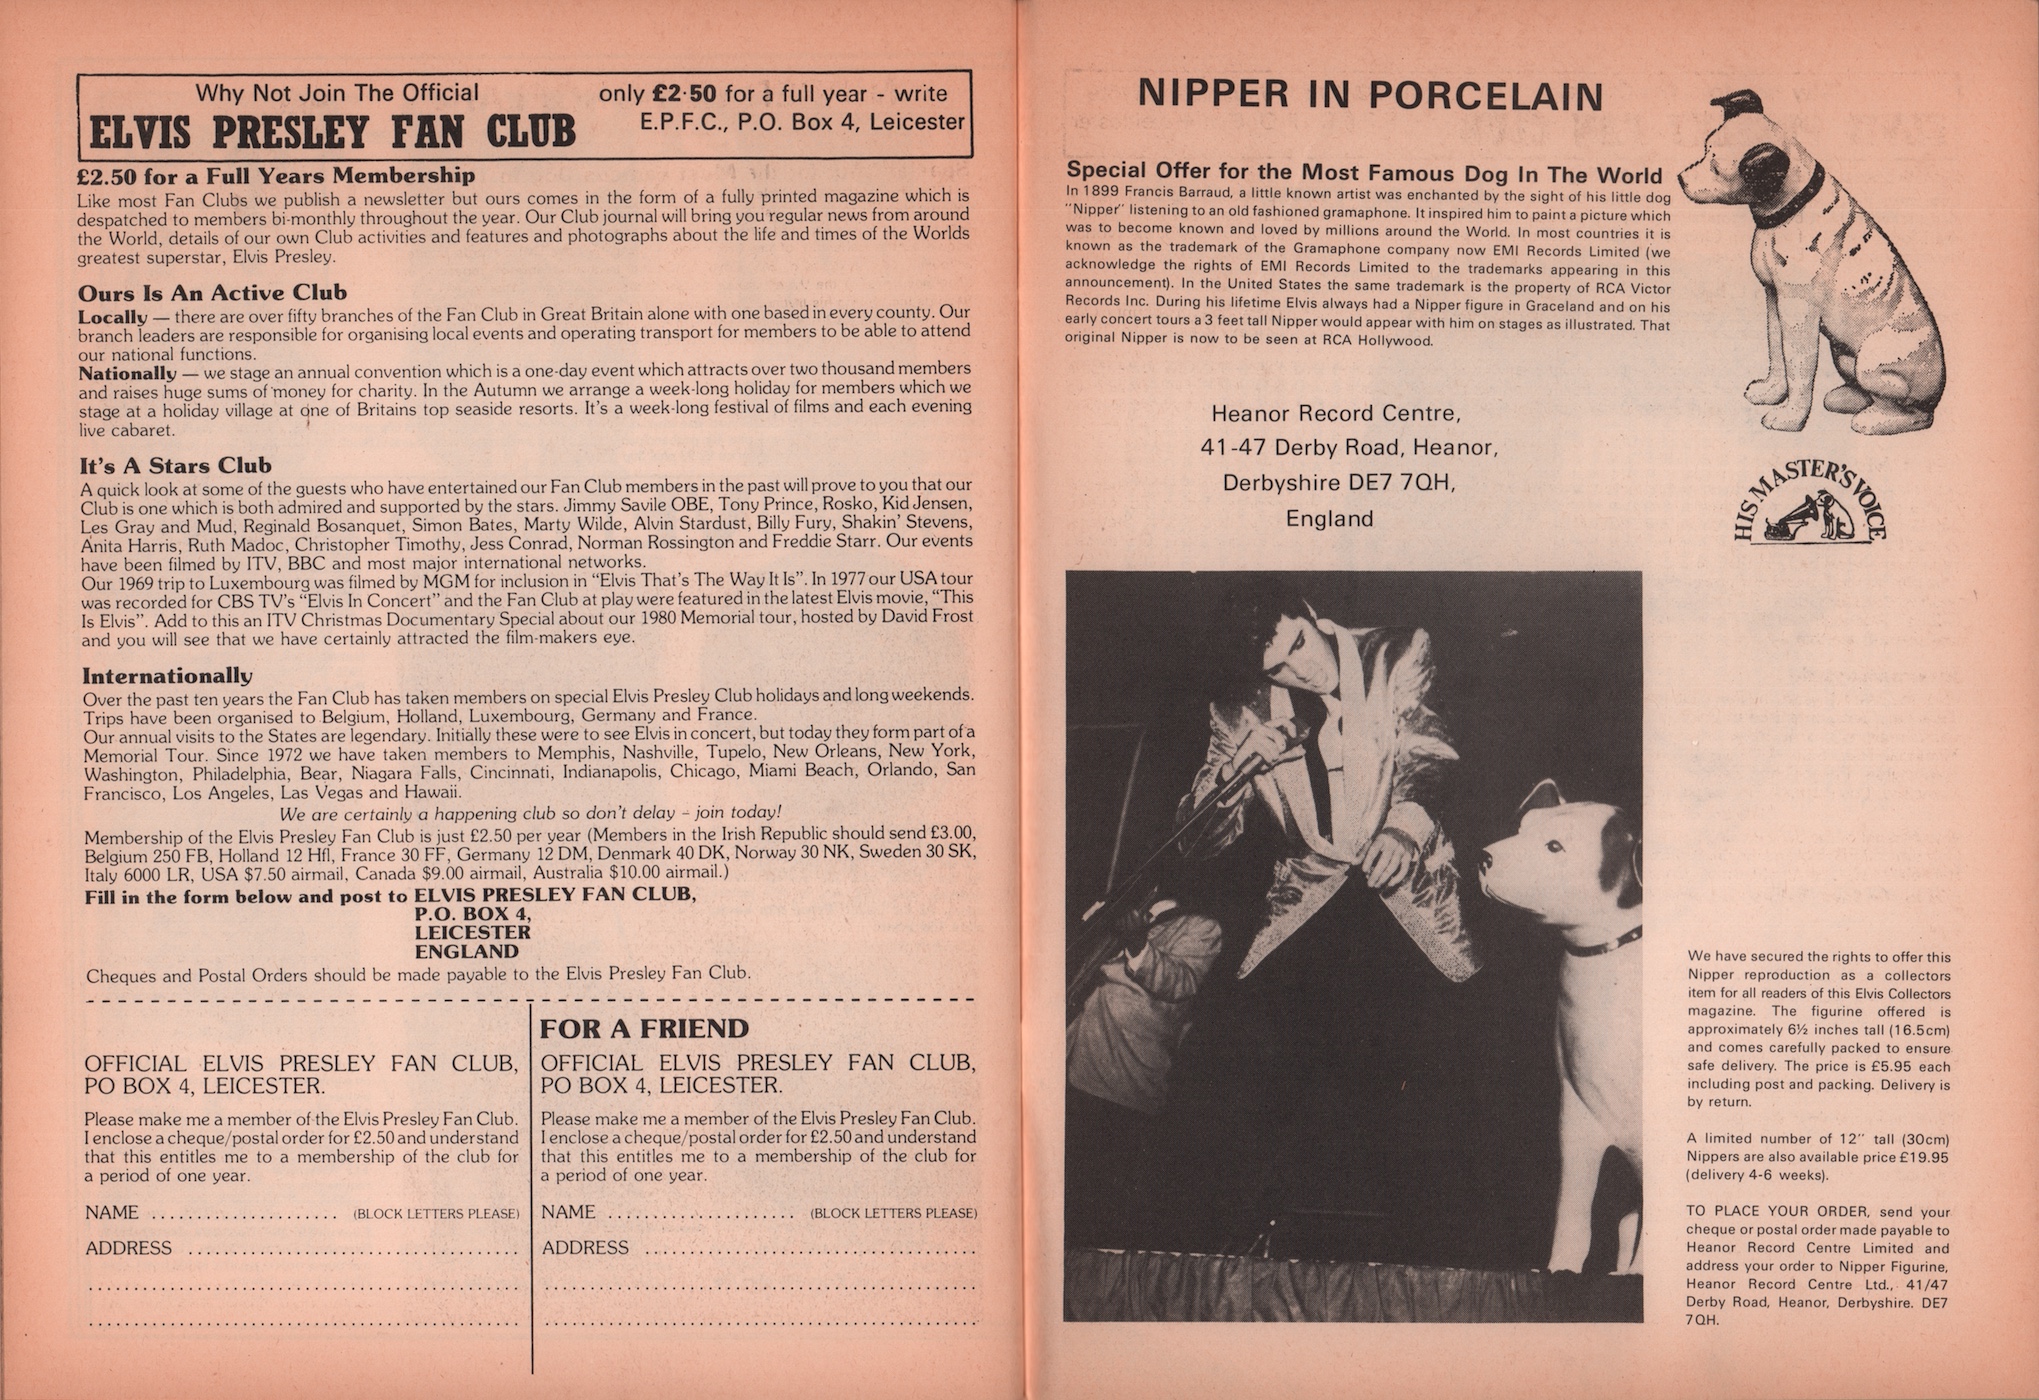 Why Not Join The Official
ELVIS PRESLEY FAN CLUB
only £2·50 for a full year - write
E.P.F.C., P.O. Box 4, Leicester
£2.50 for a Full Years Membership
Like most Fan Clubs we publish a newsletter but ours comes in the form of a fully printed magazine which is
despatched to members bi-monthly throughout the year. Our Club journal will bring you regular news from around
the World, details of our own Club activities and features and photographs about the life and times of the Worlds
greatest superstar, Elvis Presley.
Ours Is An Active Club
Locally — there are over fifty branches of the Fan Club in Great Britain alone with one based in every county. Our
branch leaders are responsible for organising local events and operating transport for members to be able to attend
our national functions.
Nationally — we stage an annual convention which is a one-day event which attracts over two thousand members
and raises huge sums of money for charity. In the Autumn we arrange a week-long holiday for members which we
stage at a holiday village at one of Britains top seaside resorts. It's a week-long festival of films and each evening
live cabaret.
It's A Stars Club
A quick look at some of the guests who have entertained our Fan Club members in the past will prove to you that our
Club is one which is both admired and supported by the stars. Jimmy Savile OBE, Tony Prince, Rosko, Kid Jensen,
Les Gray and Mud, Reginald Bosanquet, Simon Bates, Marty Wilde, Alvin Stardust, Billy Fury, Shakin' Stevens,
Anita Harris, Ruth Madoc, Christopher Timothy, Jess Conrad, Norman Rossington and Freddie Starr. Our events
have been filmed by ITV, BBC and most major international networks.
Our 1969 trip to Luxembourg was filmed by MGM for inclusion in “Elvis That's The Way It Is”. In 1977 our USA tour
was recorded for CBS TV's “Elvis In Concert” and the Fan Club at play were featured in the latest Elvis movie, “This
Is Elvis”. Add to this an ITV Christmas Documentary Special about our 1980 Memorial tour, hosted by David Frost
and you will see that we have certainly attracted the film-makers eye.
Internationally
Over the past ten years the Fan Club has taken members on special Elvis Presley Club holidays and long weekends.
Trips have been organised to Belgium, Holland, Luxembourg, Germany and France.
Our annual visits to the States are legendary. Initially these were to see Elvis in concert, but today they form part of a
Memorial Tour. Since 1972 we have taken members to Memphis, Nashville, Tupelo, New Orleans, New York,
Washington, Philadelphia, Bear, Niagara Falls, Cincinnati, Indianapolis, Chicago, Miami Beach, Orlando, San
Francisco, Los Angeles, Las Vegas and Hawaii.
We are certainly a happening club so don't delay – join today!
Membership of the Elvis Presley Fan Club is just £2.50 per year (Members in the Irish Republic should send £3.00,
Belgium 250 FB, Holland 12 Hfl, France 30 FF, Germany 12 DM, Denmark 40 DK, Norway 30 NK, Sweden 30 SK,
Italy 6000 LR, USA $7.50 airmail, Canada $9.00 airmail, Australia $10.00 airmail.)
Fill in the form below and post to ELVIS PRESLEY FAN CLUB,
P.O. BOX 4,
LEICESTER
ENGLAND
Cheques and Postal Orders should be made payable to the Elvis Presley Fan Club.
OFFICIAL ELVIS PRESLEY FAN CLUB,
PO BOX 4, LEICESTER.
Please make me a member of the Elvis Presley Fan Club.
I enclose a cheque/postal order for £2.50 and understand
that this entitles me to a membership of the club for
a period of one year.
NAME ..................... (BLOCK LETTERS PLEASE)
ADDRESS .....................................
FOR A FRIEND
OFFICIAL ELVIS PRESLEY FAN CLUB,
PO BOX 4, LEICESTER.
Please make me a member of the Elvis Presley Fan Club.
I enclose a cheque/postal order for £2.50 and understand
that this entitles me to a membership of the club for
a period of one year.
NAME ..................... (BLOCK LETTERS PLEASE)
ADDRESS .....................................
NIPPER IN PORCELAIN
Special Offer for the Most Famous Dog In The World
In 1899 Francis Barraud, a little known artist was enchanted by the sight of his little dog
“Nipper” listening to an old fashioned gramaphone. It inspired him to paint a picture which
was to become known and loved by millions around the World. In most countries it is
known as the trademark of the Gramaphone company now EMI Records Limited (we
acknowledge the rights of EMI Records Limited to the trademarks appearing in this
announcement). In the United States the same trademark is the property of RCA Victor
Records Inc. During his lifetime Elvis always had a Nipper figure in Graceland and on his
early concert tours a 3 feet tall Nipper would appear with him on stages as illustrated. That
original Nipper is now to be seen at RCA Hollywood.
Heanor Record Centre,
41-47 Derby Road, Heanor,
Derbyshire DE7 7QH,
England
HIS MASTER'S VOICE
We have secured the rights to offer this
Nipper reproduction as a collectors
item for all readers of this Elvis Collectors
magazine. The figurine offered is
approximately 6½ inches tall (16.5cm)
and comes carefully packed to ensure
safe delivery. The price is £5.95 each
including post and packing. Delivery is
by return.
A limited number of 12″ tall (30cm)
Nippers are also available price £19.95
(delivery 4-6 weeks).
TO PLACE YOUR ORDER, send your
cheque or postal order made payable to
Heanor Record Centre Limited and
address your order to Nipper Figurine,
Heanor Record Centre Ltd., 41/47
Derby Road, Heanor, Derbyshire. DE7
7QH.